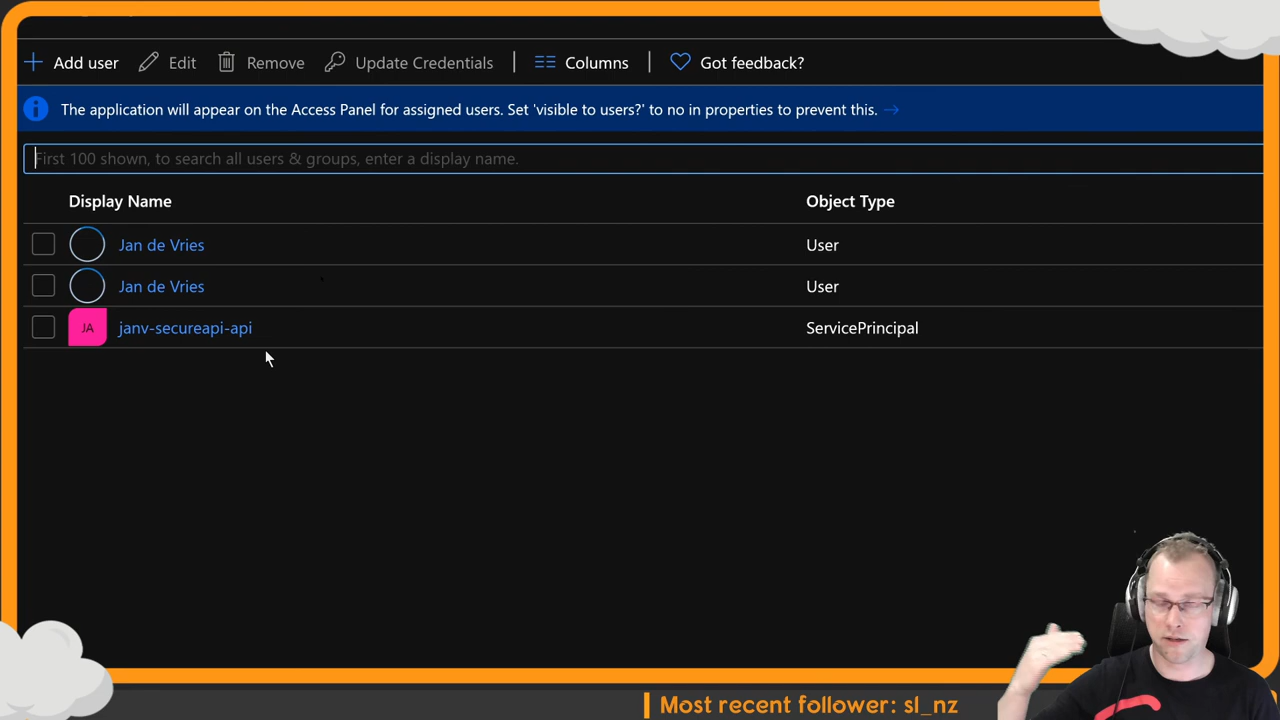 Add user Edit Remove Update Credentials Columns Got feedback?
The application will appear on the Access Panel for assigned users. Set 'visible to users?' to no in properties to prevent this. →
First 100 shown, to search all users & groups, enter a display name.
Display Name Object Type
Jan de Vries User
Jan de Vries User
JA janv-secureapi-api ServicePrincipal
Most recent follower: sl_nz